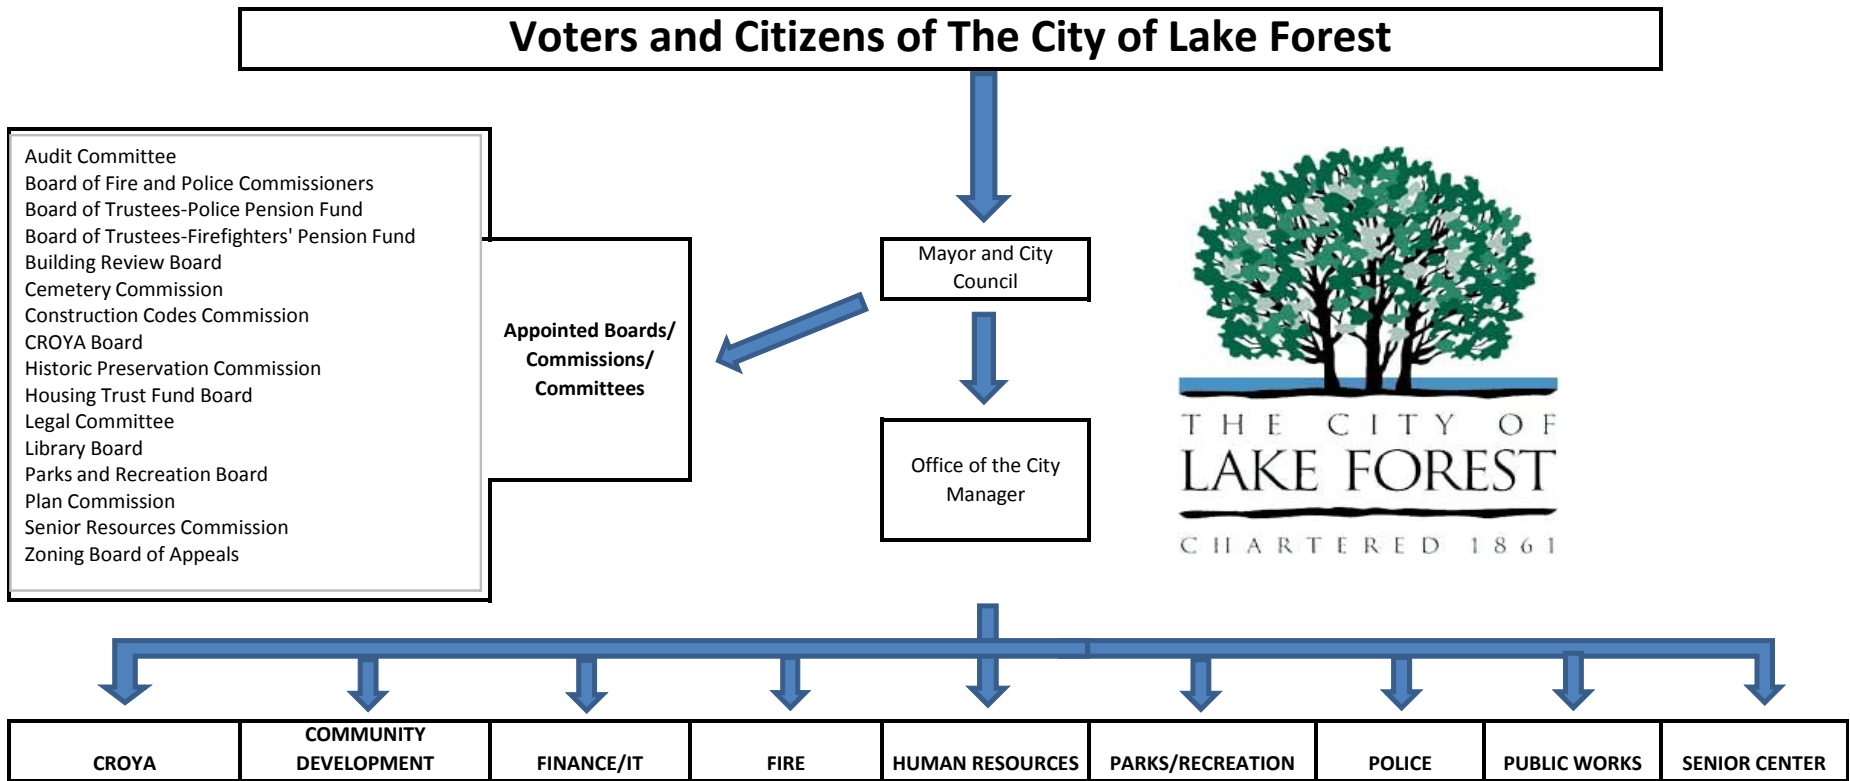 Voters and Citizens of The City of Lake Forest
Audit Committee
Board of Fire and Police Commissioners
Board of Trustees-Police Pension Fund
Board of Trustees-Firefighters' Pension Fund
Building Review Board
Cemetery Commission
Construction Codes Commission
CROYA Board
Historic Preservation Commission
Housing Trust Fund Board
Legal Committee
Library Board
Parks and Recreation Board
Plan Commission
Senior Resources Commission
Zoning Board of Appeals
Appointed Boards/
Commissions/
Committees
Mayor and City
Council
Office of the City
Manager
THE CITY OF
LAKE FOREST
CHARTERED 1861
CROYA
COMMUNITY
DEVELOPMENT
FINANCE/IT
FIRE
HUMAN RESOURCES
PARKS/RECREATION
POLICE
PUBLIC WORKS
SENIOR CENTER